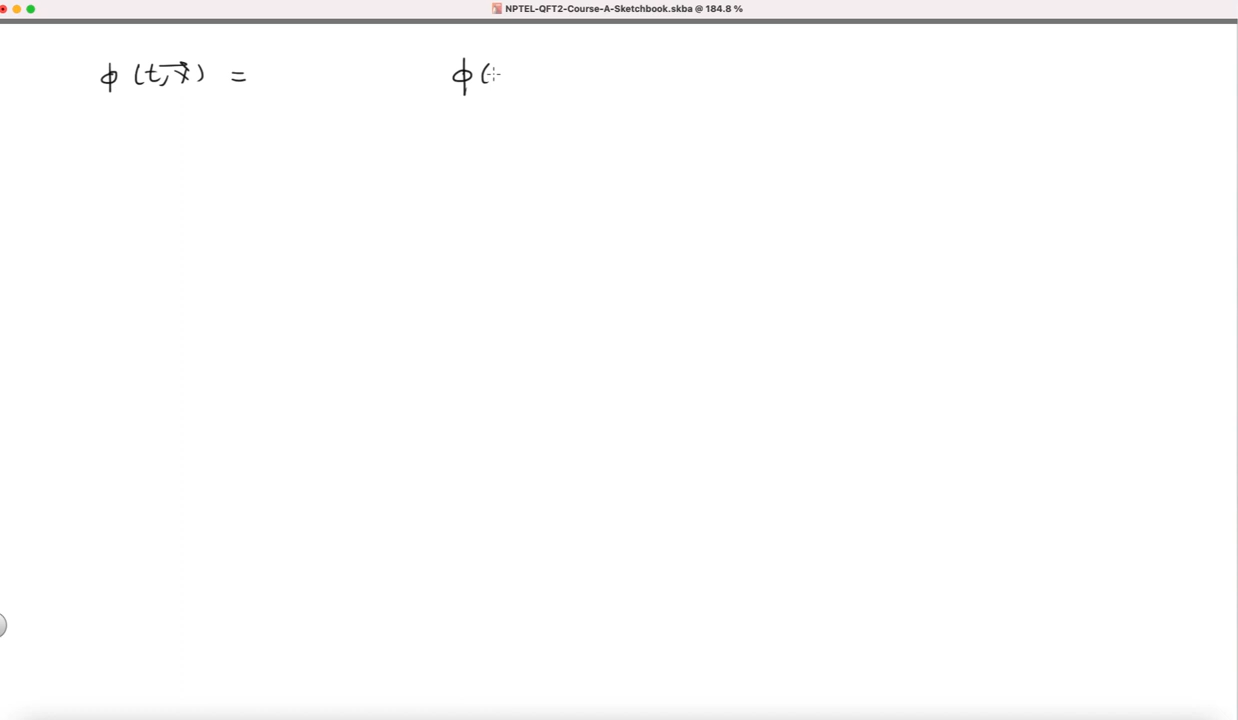 NPTEL-QFT2-Course-A-Sketchbook.skba @ 184.8 %
ϕ (t, x⃗) = ϕ (